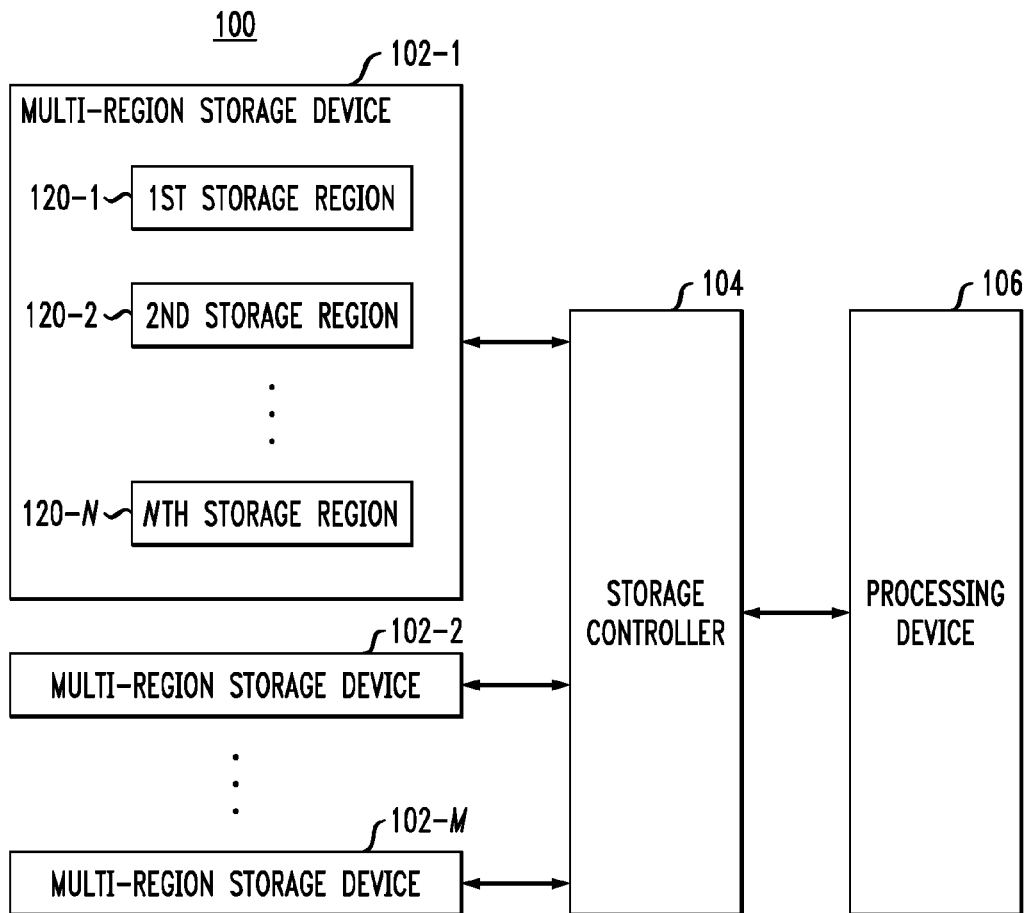 100
102-1
MULTI-REGION STORAGE DEVICE
120-1
1ST STORAGE REGION
120-2
2ND STORAGE REGION
120-N
NTH STORAGE REGION
104
106
STORAGE
CONTROLLER
PROCESSING
DEVICE
102-2
MULTI-REGION STORAGE DEVICE
102-M
MULTI-REGION STORAGE DEVICE